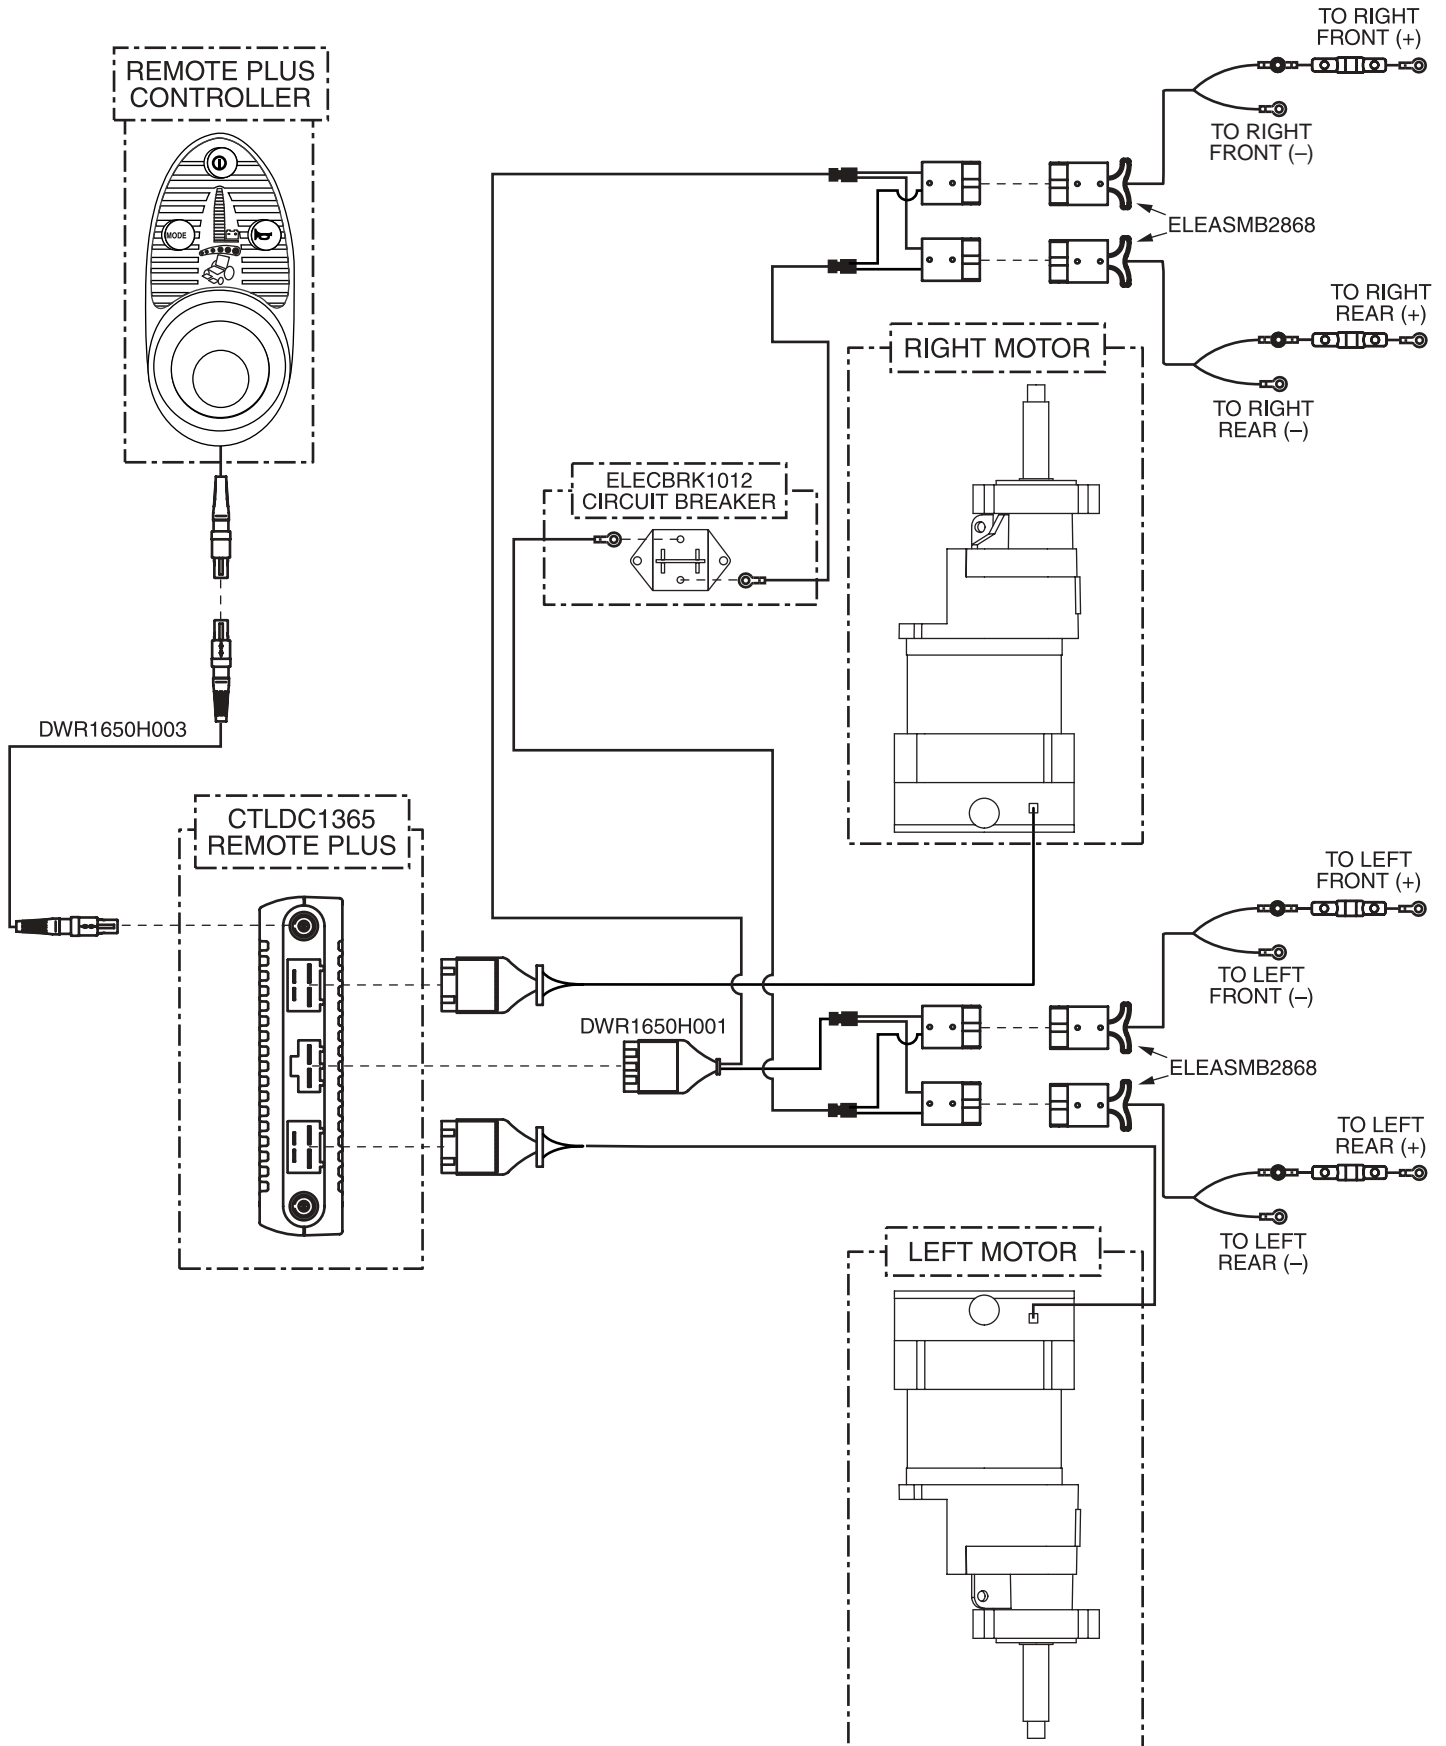 TO RIGHT
FRONT (+)
REMOTE PLUS
CONTROLLER
MODE
TO RIGHT
FRONT (–)
ELEASMB2868
TO RIGHT
REAR (+)
RIGHT MOTOR
TO RIGHT
REAR (–)
ELECBRK1012
CIRCUIT BREAKER
DWR1650H003
CTLDC1365
REMOTE PLUS
TO LEFT
FRONT (+)
TO LEFT
FRONT (–)
DWR1650H001
ELEASMB2868
TO LEFT
REAR (+)
LEFT MOTOR
TO LEFT
REAR (–)